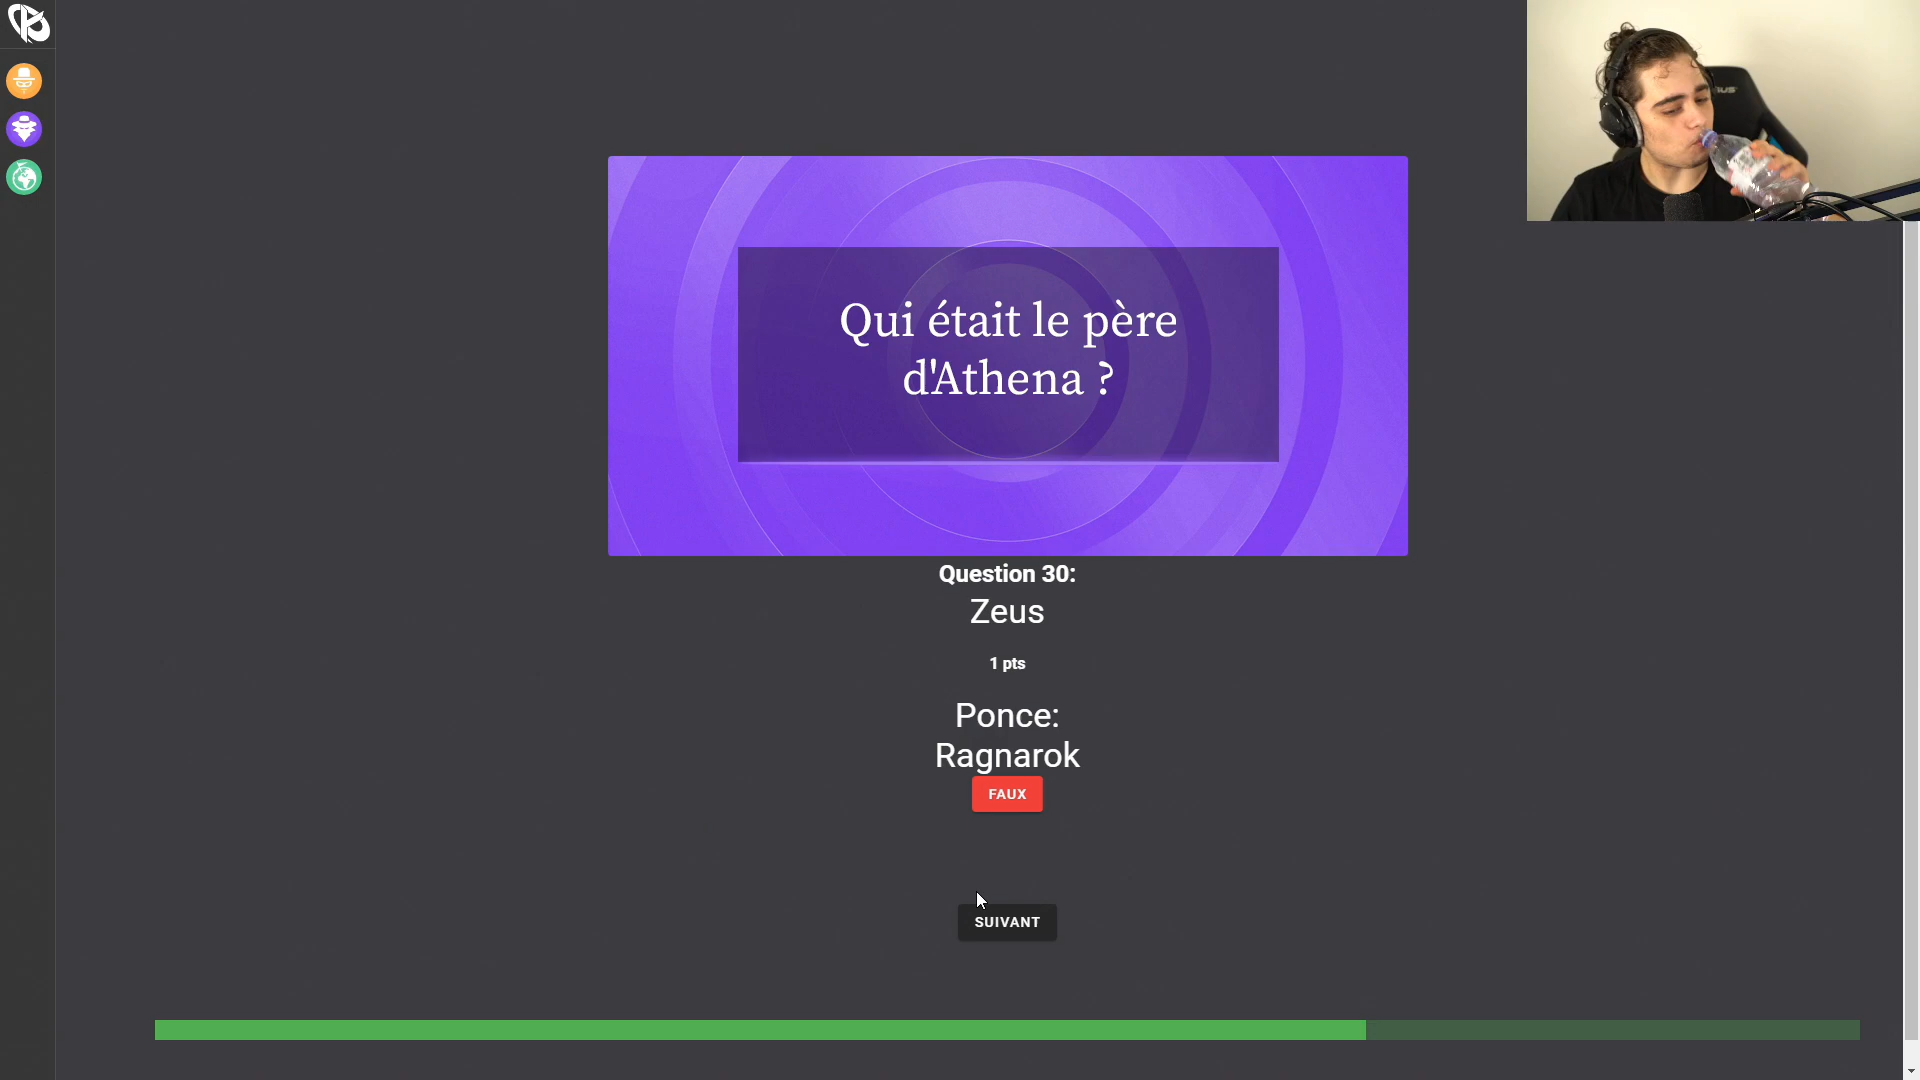 Qui était le père
d'Athena ?
Question 30:
Zeus
1 pts
Ponce:
Ragnarok
FAUX
SUIVANT